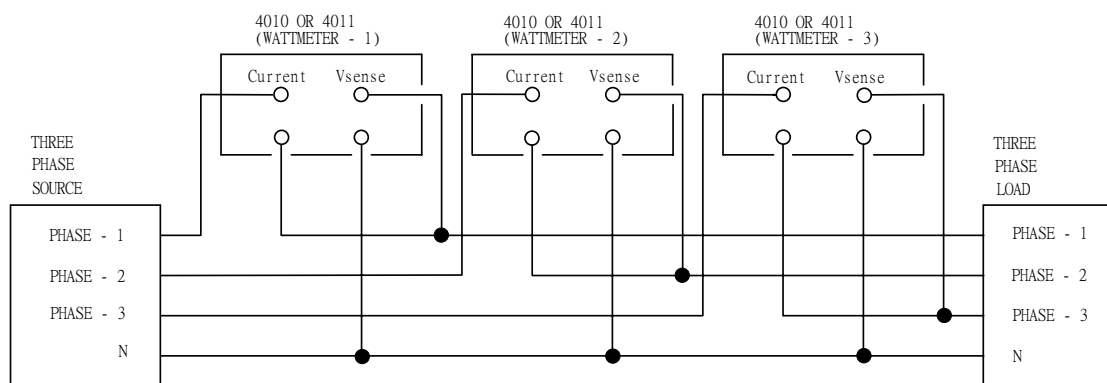 4010 OR 4011
(WATTMETER - 1)
4010 OR 4011
(WATTMETER - 2)
4010 OR 4011
(WATTMETER - 3)
Current Vsense
Current Vsense
Current Vsense
THREE
PHASE
SOURCE
PHASE - 1
PHASE - 2
PHASE - 3
N
THREE
PHASE
LOAD
PHASE - 1
PHASE - 2
PHASE - 3
N